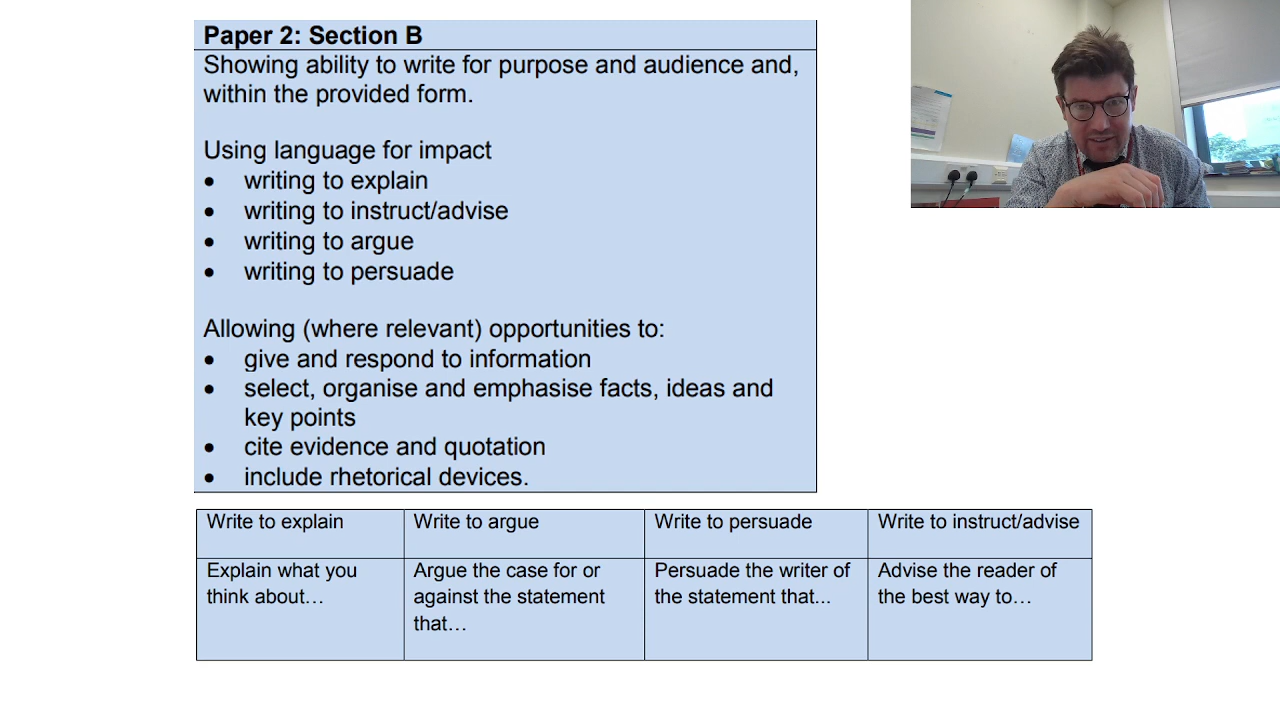 Paper 2: Section B
Showing ability to write for purpose and audience and,
within the provided form.
Using language for impact
• writing to explain
• writing to instruct/advise
• writing to argue
• writing to persuade
Allowing (where relevant) opportunities to:
• give and respond to information
• select, organise and emphasise facts, ideas and
key points
• cite evidence and quotation
• include rhetorical devices.
Write to explain
Write to argue
Write to persuade
Write to instruct/advise
Explain what you
think about…
Argue the case for or
against the statement
that…
Persuade the writer of
the statement that...
Advise the reader of
the best way to…